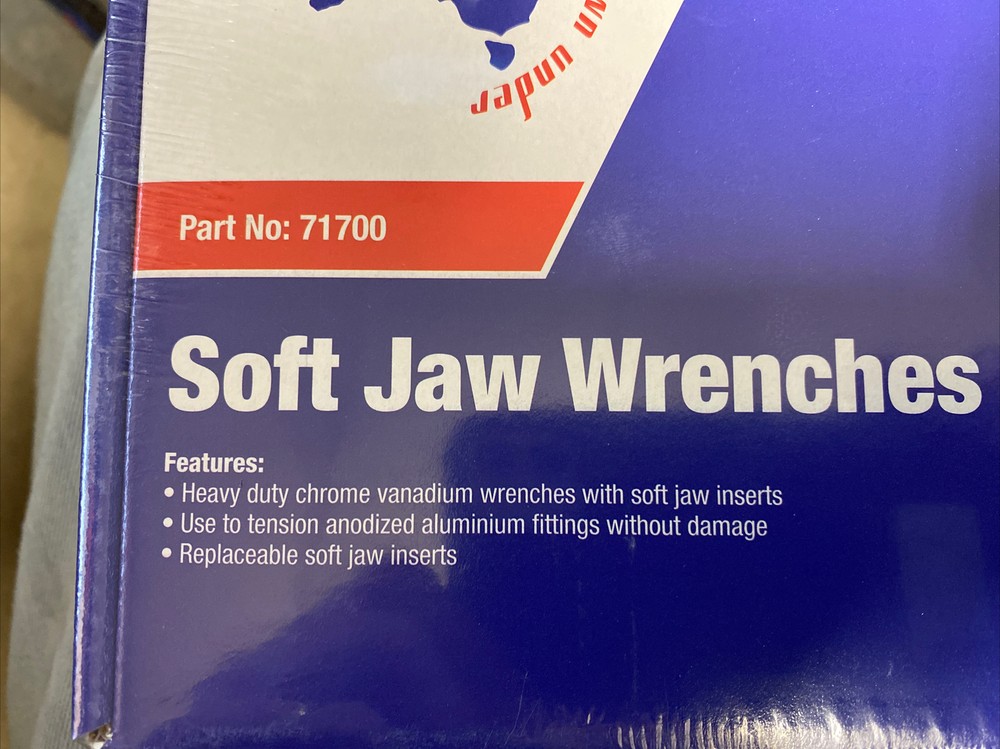 under
Part No: 71700
Soft Jaw Wrenches
Features:
• Heavy duty chrome vanadium wrenches with soft jaw inserts
• Use to tension anodized aluminium fittings without damage
• Replaceable soft jaw inserts